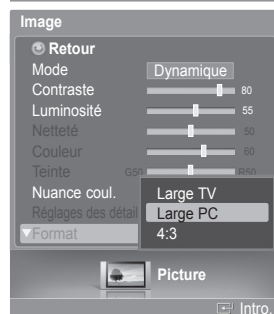 Image
Retour
Mode Dynamique
Contraste 80
Luminosité 55
Netteté 50
Couleur 60
Teinte G50 R50
Nuance coul. Large TV
Réglages des détail Large PC
Format 4:3
Picture
Intro.